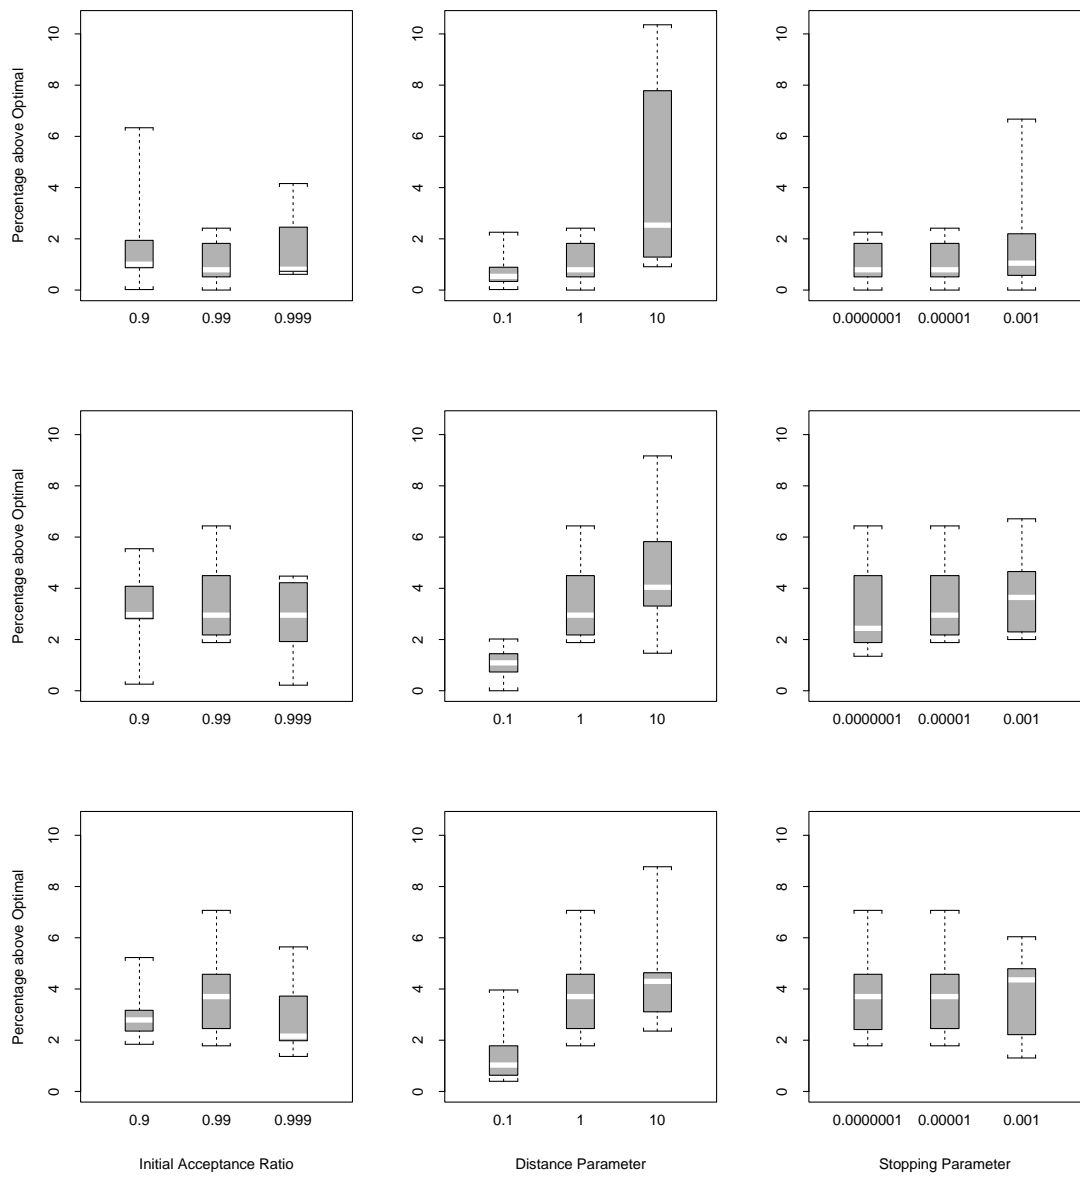 Percentage above Optimal
0 2 4 6 8 10
0.9 0.99 0.999
0 2 4 6 8 10
0.1 1 10
0 2 4 6 8 10
0.0000001 0.00001 0.001
Percentage above Optimal
0 2 4 6 8 10
0.9 0.99 0.999
0 2 4 6 8 10
0.1 1 10
0 2 4 6 8 10
0.0000001 0.00001 0.001
Percentage above Optimal
0 2 4 6 8 10
0.9 0.99 0.999
Initial Acceptance Ratio
0 2 4 6 8 10
0.1 1 10
Distance Parameter
0 2 4 6 8 10
0.0000001 0.00001 0.001
Stopping Parameter